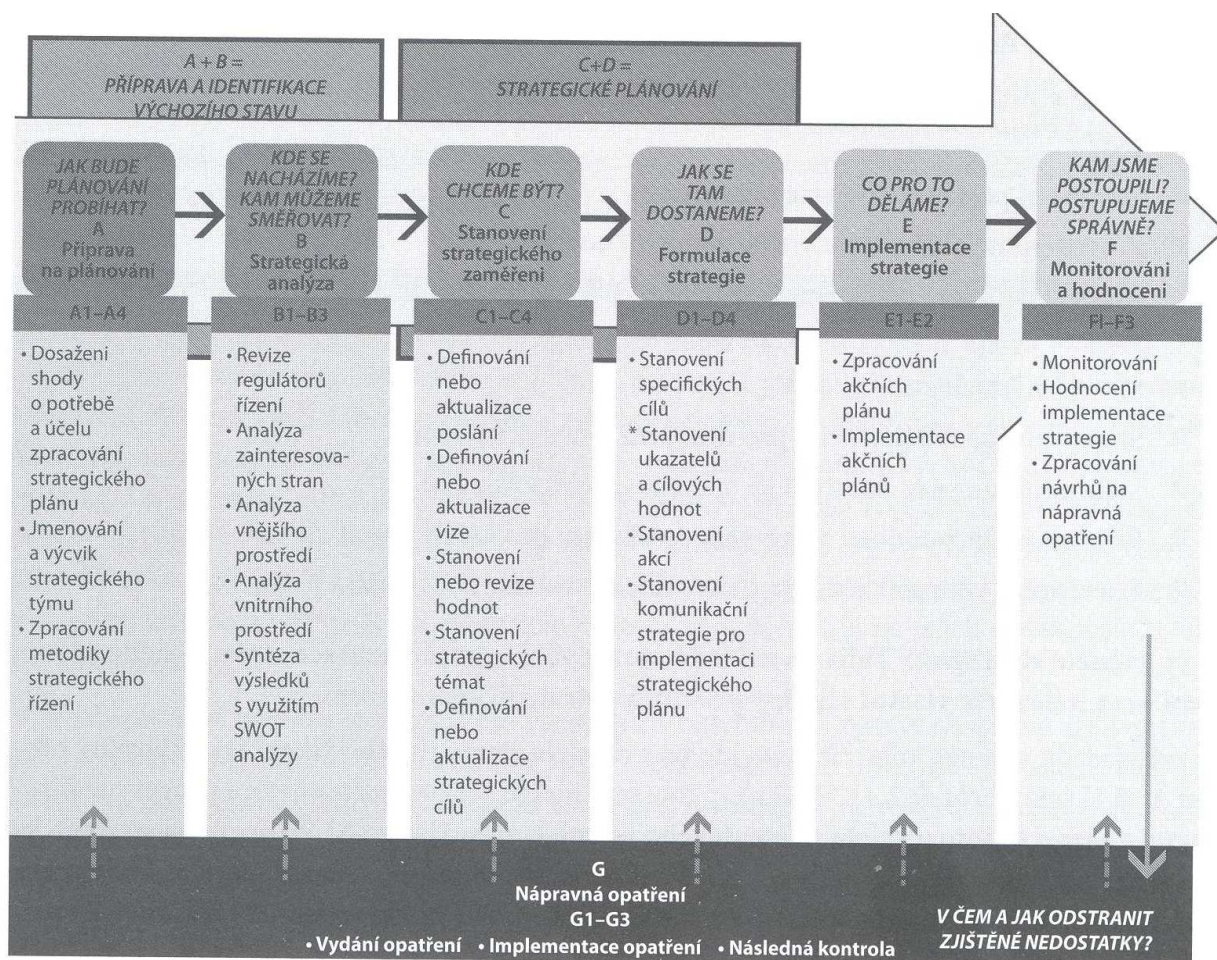 A + B =
PŘÍPRAVA A IDENTIFIKACE
VÝCHOZÍHO STAVU
C+D =
STRATEGICKÉ PLÁNOVÁNÍ
JAK BUDE
PLÁNOVÁNÍ
PROBÍHAT?
A
Připrava
na plánování
KDE SE
NACHÁZÍME?
KAM MŮŽEME
SMĚŘOVAT?
B
Strategická
analýza
KDE
CHCEME BÝT?
C
Stanovení
strategického
zaměřeni
JAK SE
TAM
DOSTANEME?
D
Formulace
strategie
CO PRO TO
DĚLÁME?
E
Implementace
strategie
KAM JSME
POSTOUPILI?
POSTUPUJEME
SPRÁVNĚ?
F
Monitorováni
a hodnoceni
A1–A4
• Dosaženi
shody
o potřebě
a účelu
zpracování
strategického
plánu
• Jmenování
a výcvik
strategického
týmu
• Zpracování
metodiky
strategického
řízení
B1–B3
• Revize
regulátorů
řízení
• Analýza
zainteresova-
ných stran
• Analýza
vnějšího
prostředí
• Analýza
vnitrního
prostředí
• Syntéza
výsledků
s využitím
SWOT
analýzy
C1–C4
• Definování
nebo
aktualizace
poslání
• Definování
nebo
aktualizace
vize
• Stanovení
nebo revize
hodnot
• Stanovení
strategických
témat
• Definování
nebo
aktualizace
strategických
cílů
D1–D4
• Stanovení
specifických
cílů
* Stanovení
ukazatelů
a cílových
hodnot
• Stanovení
akcí
• Stanovení
komunikační
strategie pro
implementaci
strategického
plánu
E1-E2
• Zpracování
akčních
plánu
• Implementace
akčních
plánů
FI–F3
• Monitorování
• Hodnocení
implementace
strategie
• Zpracování
návrhů na
nápravná
opatření
G
Nápravná opatření
G1–G3
• Vydání opatření • Implementace opatření • Následná kontrola
V ČEM A JAK ODSTRANIT
ZJIŠTĚNÉ NEDOSTATKY?